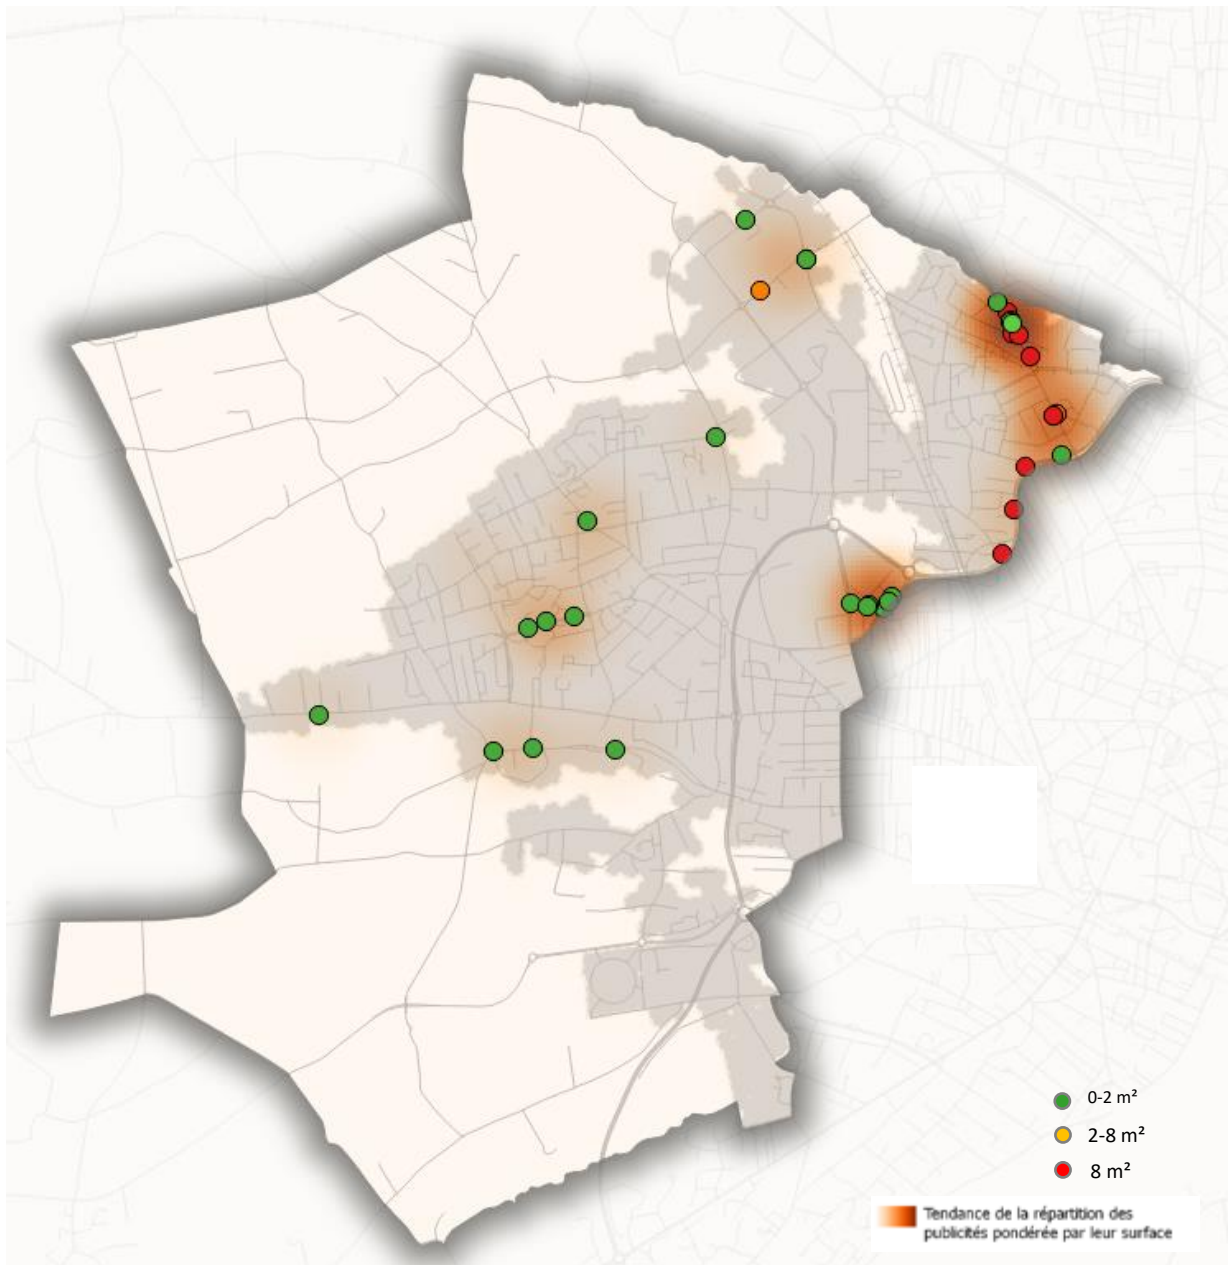 0-2 m²
2-8 m²
8 m²
Tendance de la répartition des
publicités pondérée par leur surface